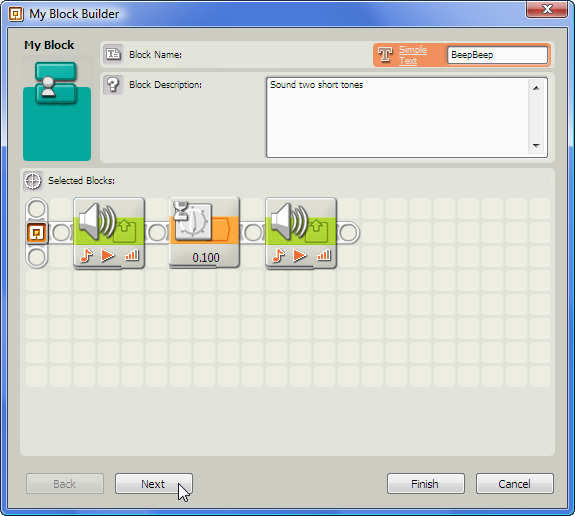 My Block Builder
My Block
Block Name:
Simple
Text
BeepBeep
Block Description:
Sound two short tones
Selected Blocks:
0.100
Back
Next
Finish
Cancel